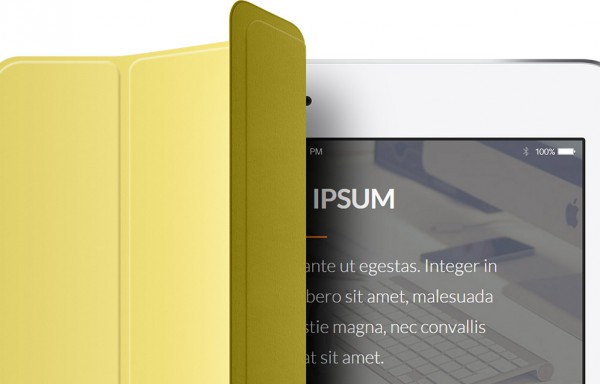 PM 100%
IPSUM
ante ut egestas. Integer in
bero sit amet, malesuada
stie magna, nec convallis
at sit amet.